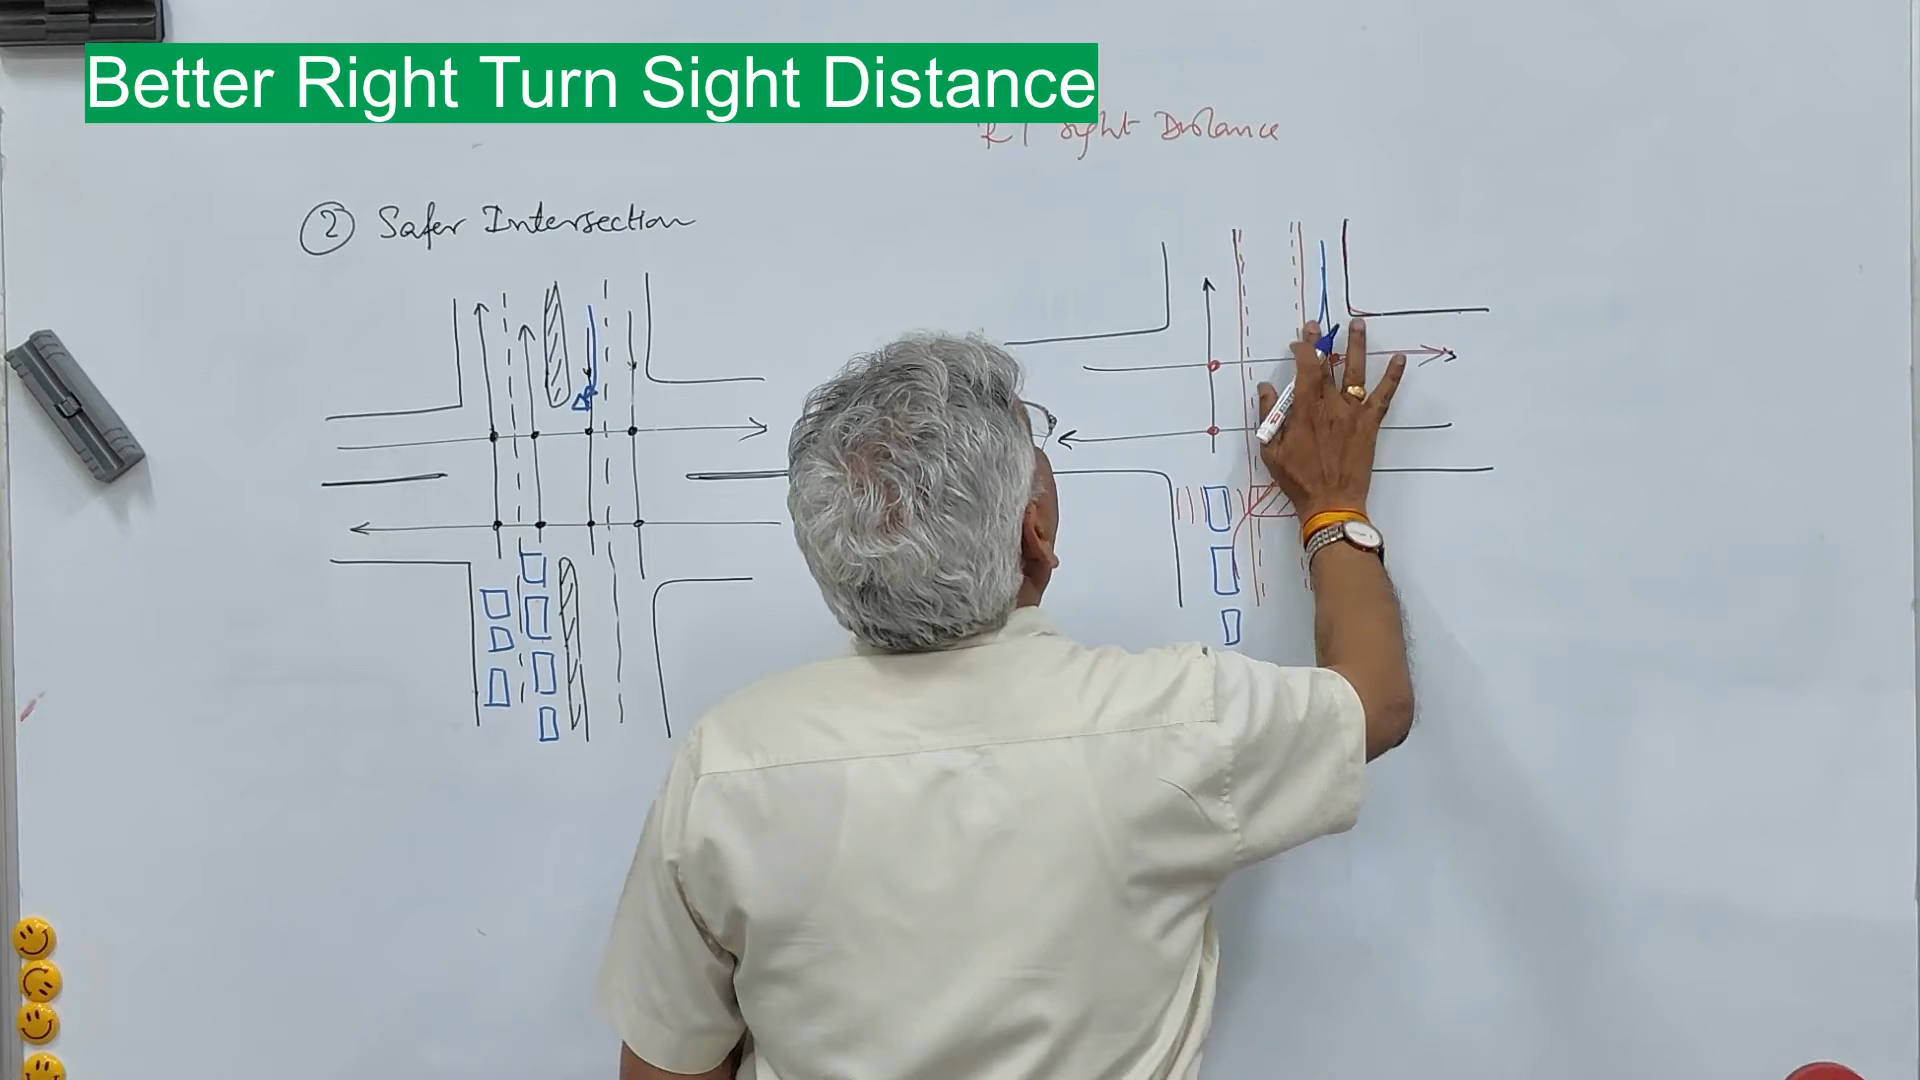 Better Right Turn Sight Distance
RT Sight Distance
② Safer Intersection